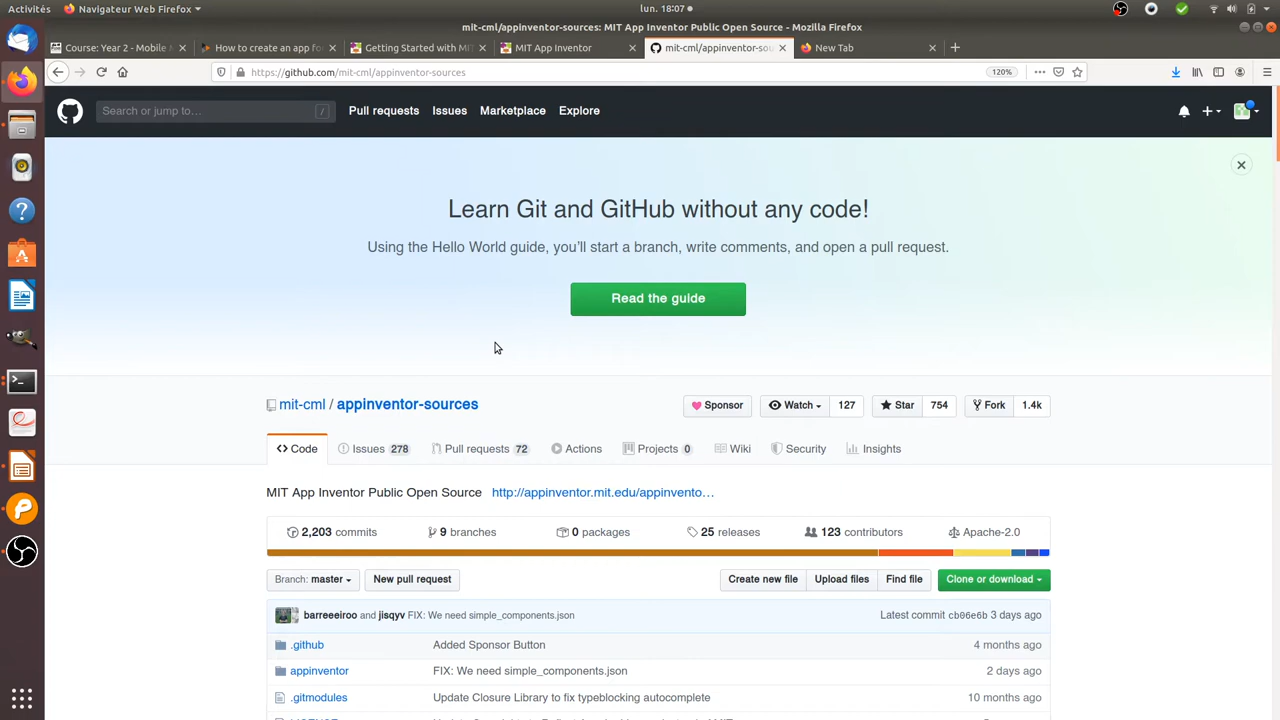 Activités
Navigateur Web Firefox
lun. 18:07
mit-cml/appinventor-sources: MIT App Inventor Public Open Source - Mozilla Firefox
Course: Year 2 - Mobile
How to create an app fo
Getting Started with MIT
MIT App Inventor
mit-cml/appinventor-sou
New Tab
https://github.com/mit-cml/appinventor-sources
120%
Search or jump to…
/
Pull requests
Issues
Marketplace
Explore
Learn Git and GitHub without any code!
Using the Hello World guide, you’ll start a branch, write comments, and open a pull request.
Read the guide
mit-cml / appinventor-sources
Sponsor
Watch
127
Star
754
Fork
1.4k
Code
Issues 278
Pull requests 72
Actions
Projects 0
Wiki
Security
Insights
MIT App Inventor Public Open Source http://appinventor.mit.edu/appinvento…
2,203 commits
9 branches
0 packages
25 releases
123 contributors
Apache-2.0
Branch: master
New pull request
Create new file
Upload files
Find file
Clone or download
barreeeiroo and jisqyv FIX: We need simple_components.json
Latest commit cb06e6b 3 days ago
.github
Added Sponsor Button
4 months ago
appinventor
FIX: We need simple_components.json
2 days ago
.gitmodules
Update Closure Library to fix typeblocking autocomplete
10 months ago